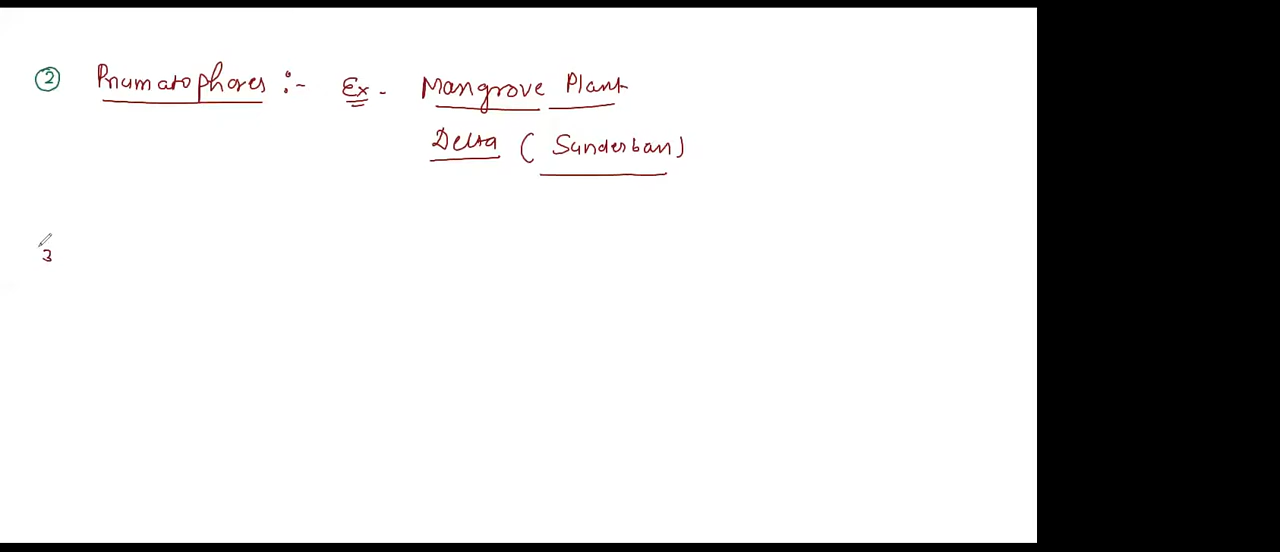 ② Pnumatophores :- Ex - Mangrove Plant
Delta ( Sunderban)
3